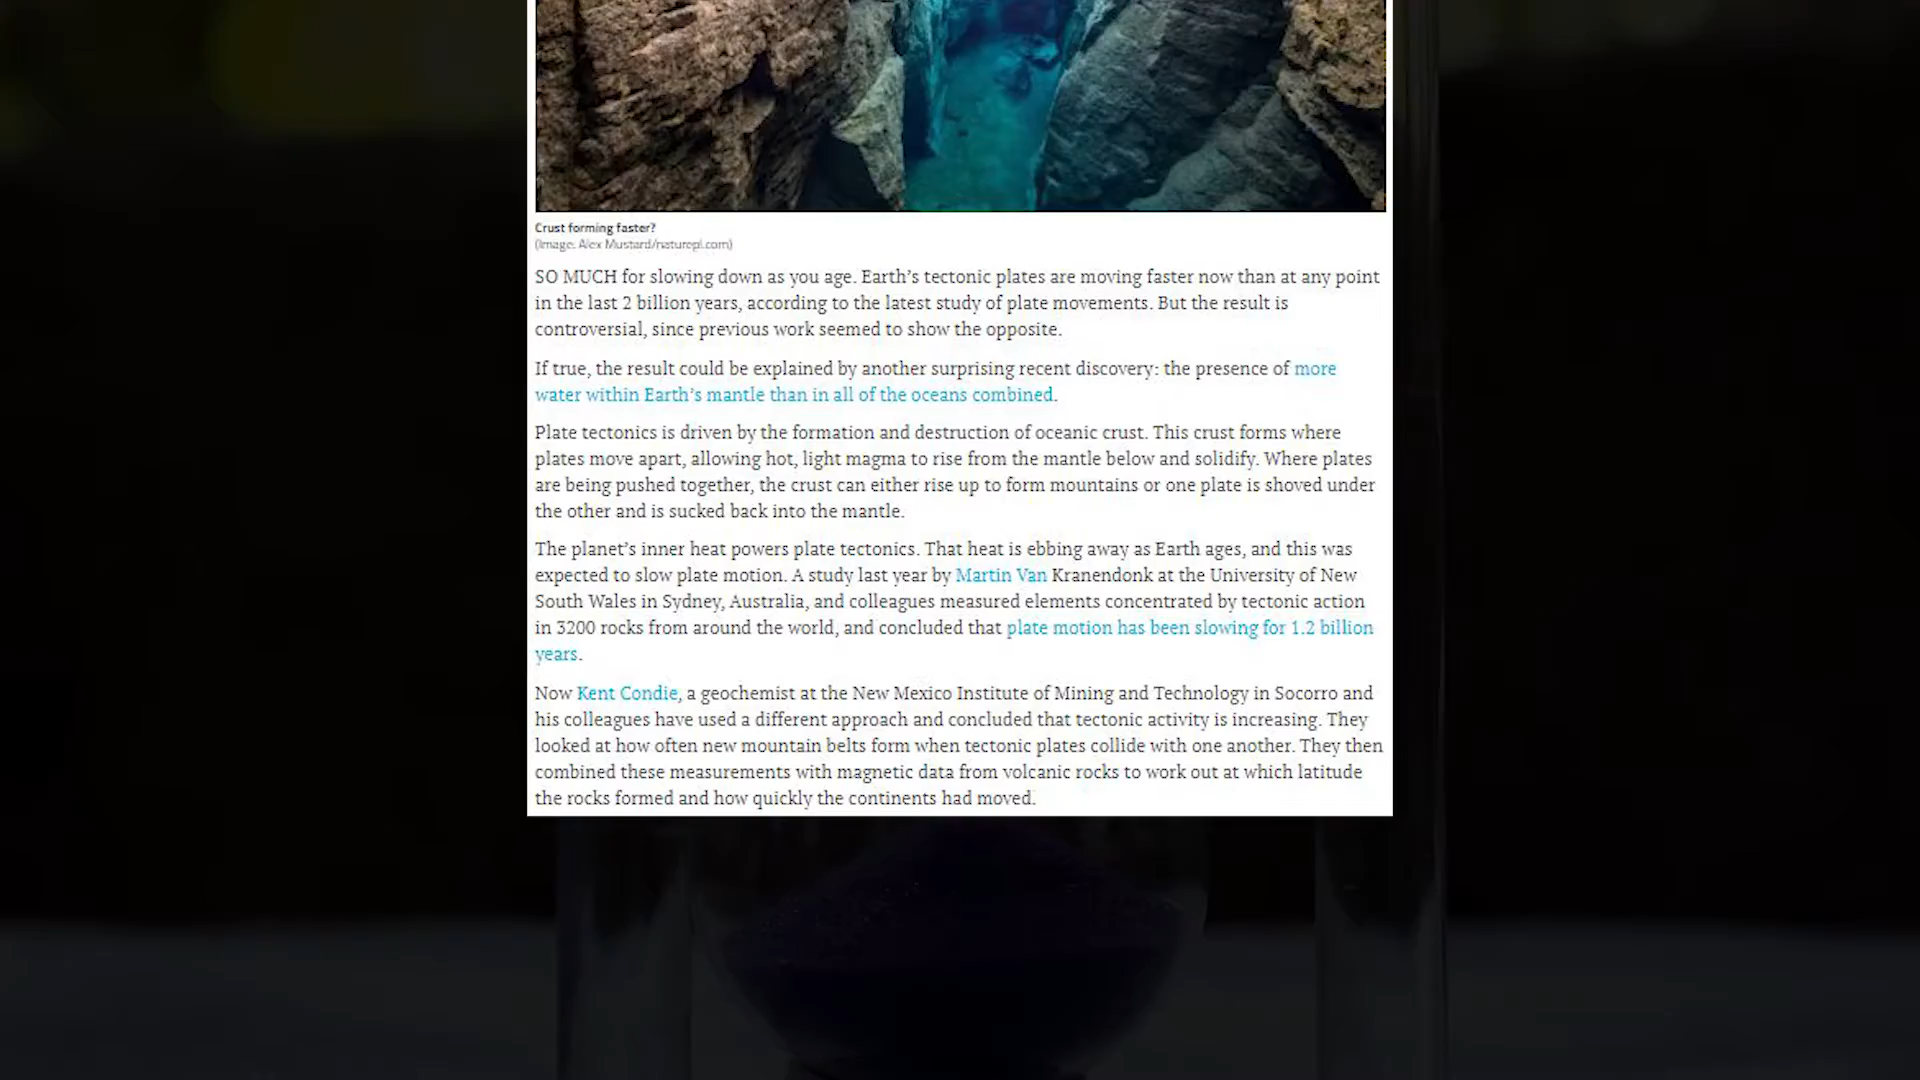 Crust forming faster?
(Image: Alex Mustard/naturepl.com)
SO MUCH for slowing down as you age. Earth’s tectonic plates are moving faster now than at any point
in the last 2 billion years, according to the latest study of plate movements. But the result is
controversial, since previous work seemed to show the opposite.
If true, the result could be explained by another surprising recent discovery: the presence of more
water within Earth’s mantle than in all of the oceans combined.
Plate tectonics is driven by the formation and destruction of oceanic crust. This crust forms where
plates move apart, allowing hot, light magma to rise from the mantle below and solidify. Where plates
are being pushed together, the crust can either rise up to form mountains or one plate is shoved under
the other and is sucked back into the mantle.
The planet’s inner heat powers plate tectonics. That heat is ebbing away as Earth ages, and this was
expected to slow plate motion. A study last year by Martin Van Kranendonk at the University of New
South Wales in Sydney, Australia, and colleagues measured elements concentrated by tectonic action
in 3200 rocks from around the world, and concluded that plate motion has been slowing for 1.2 billion
years.
Now Kent Condie, a geochemist at the New Mexico Institute of Mining and Technology in Socorro and
his colleagues have used a different approach and concluded that tectonic activity is increasing. They
looked at how often new mountain belts form when tectonic plates collide with one another. They then
combined these measurements with magnetic data from volcanic rocks to work out at which latitude
the rocks formed and how quickly the continents had moved.